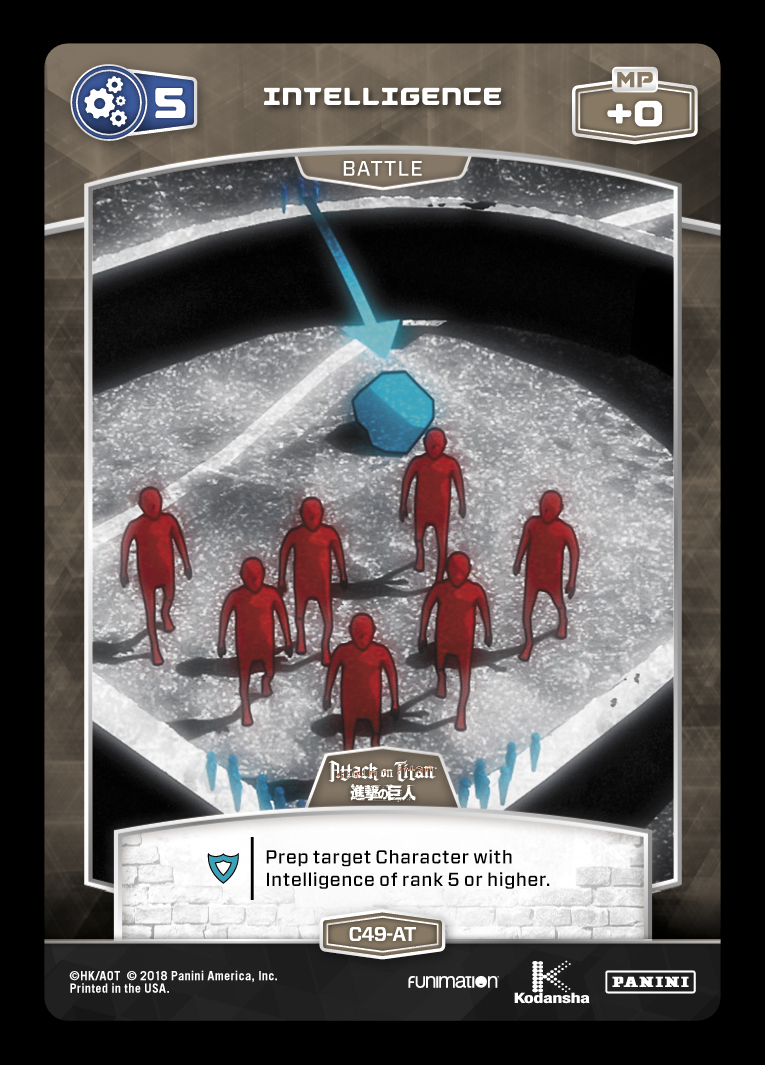 5
INTELLIGENCE
MP
+0
BATTLE
Attack on Titan
進撃の巨人
Prep target Character with
Intelligence of rank 5 or higher.
C49-AT
©HK/AOT © 2018 Panini America, Inc.
Printed in the USA.
FUNIMATION
Kodansha
PANINI